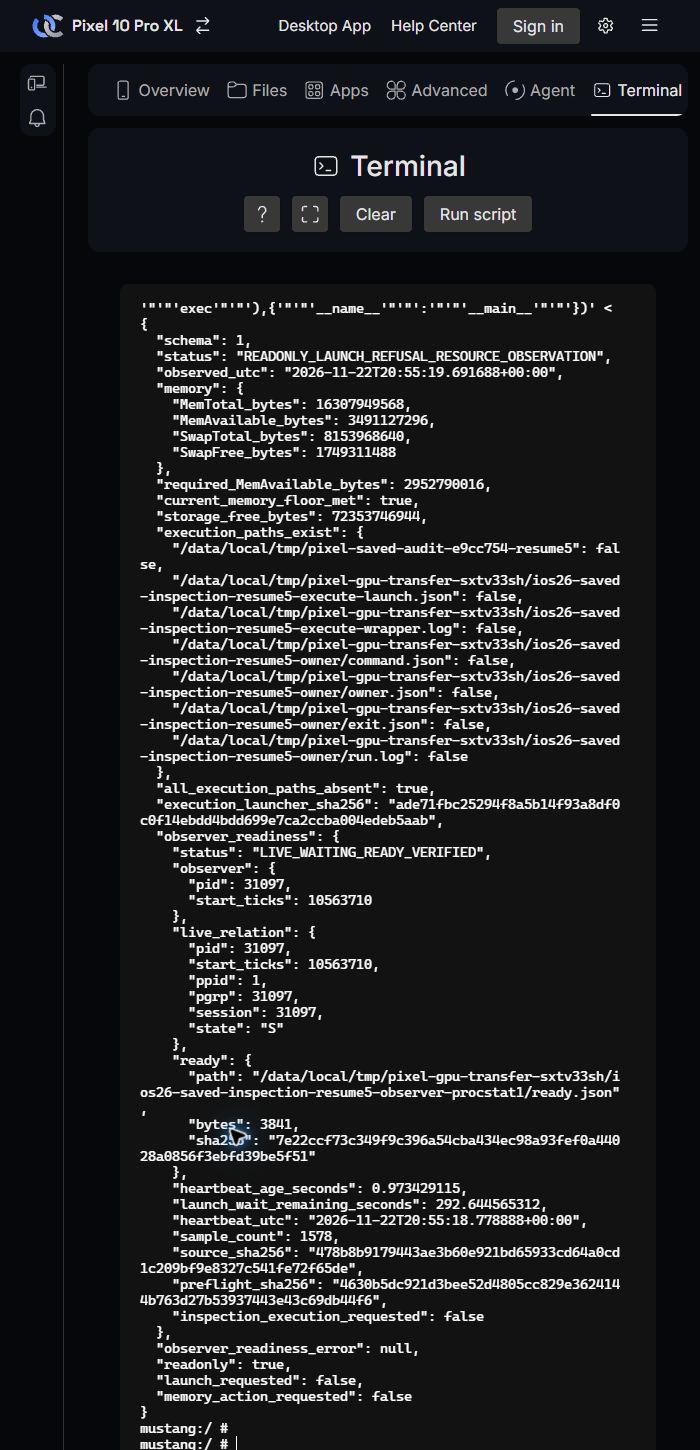 Pixel 10 Pro XL
Desktop App
Help Center
Sign in
Overview
Files
Apps
Advanced
Agent
Terminal
Terminal
?
Clear
Run script
'"'"'exec'"'"'),{'"'"'__name__'"'"':'"'"'__main__'"'"'})' <
{
"schema": 1,
"status": "READONLY_LAUNCH_REFUSAL_RESOURCE_OBSERVATION",
"observed_utc": "2026-11-22T20:55:19.691688+00:00",
"memory": {
"MemTotal_bytes": 16307949568,
"MemAvailable_bytes": 3491127296,
"SwapTotal_bytes": 8153968640,
"SwapFree_bytes": 1749311488
},
"required_MemAvailable_bytes": 2952790016,
"current_memory_floor_met": true,
"storage_free_bytes": 72353746944,
"execution_paths_exist": {
"/data/local/tmp/pixel-saved-audit-e9cc754-resume5": fal
se,
"/data/local/tmp/pixel-gpu-transfer-sxtv33sh/ios26-saved
-inspection-resume5-execute-launch.json": false,
"/data/local/tmp/pixel-gpu-transfer-sxtv33sh/ios26-saved
-inspection-resume5-execute-wrapper.log": false,
"/data/local/tmp/pixel-gpu-transfer-sxtv33sh/ios26-saved
-inspection-resume5-owner/command.json": false,
"/data/local/tmp/pixel-gpu-transfer-sxtv33sh/ios26-saved
-inspection-resume5-owner/owner.json": false,
"/data/local/tmp/pixel-gpu-transfer-sxtv33sh/ios26-saved
-inspection-resume5-owner/exit.json": false,
"/data/local/tmp/pixel-gpu-transfer-sxtv33sh/ios26-saved
-inspection-resume5-owner/run.log": false
},
"all_execution_paths_absent": true,
"execution_launcher_sha256": "ade71fbc25294f8a5b14f93a8df0
c0f14ebdd4bdd699e7ca2ccba004edeb5aab",
"observer_readiness": {
"status": "LIVE_WAITING_READY_VERIFIED",
"observer": {
"pid": 31097,
"start_ticks": 10563710
},
"live_relation": {
"pid": 31097,
"start_ticks": 10563710,
"ppid": 1,
"pgrp": 31097,
"session": 31097,
"state": "S"
},
"ready": {
"path": "/data/local/tmp/pixel-gpu-transfer-sxtv33sh/i
os26-saved-inspection-resume5-observer-procstat1/ready.json"
,
"bytes": 3841,
"sha256": "7e22ccf73c349f9c396a54cba434ec98a93fef0a440
28a0856f3ebfd39be5f51"
},
"heartbeat_age_seconds": 0.973429115,
"launch_wait_remaining_seconds": 292.644565312,
"heartbeat_utc": "2026-11-22T20:55:18.778888+00:00",
"sample_count": 1578,
"source_sha256": "478b8b9179443ae3b60e921bd65933cd64a0cd
1c209bf9e8327c541fe72f65de",
"preflight_sha256": "4630b5dc921d3bee52d4805cc829e3624144
4b763d27b53937443e43c69db44f6",
"inspection_execution_requested": false
},
"observer_readiness_error": null,
"readonly": true,
"launch_requested": false,
"memory_action_requested": false
}
mustang:/ #
mustang:/ #